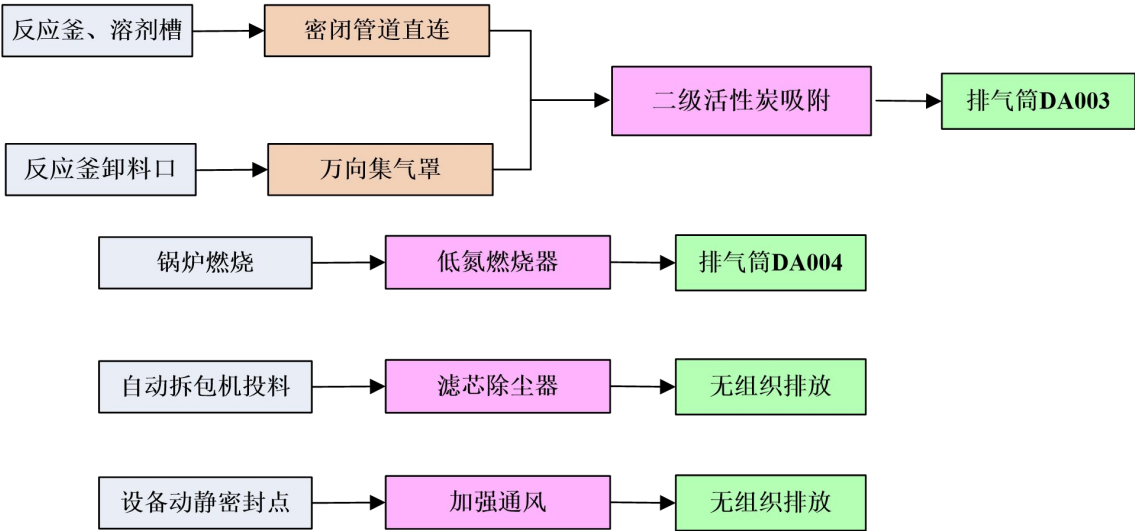 反应釜、溶剂槽
密闭管道直连
二级活性炭吸附
排气筒DA003
反应釜卸料口
万向集气罩
锅炉燃烧
低氮燃烧器
排气筒DA004
自动拆包机投料
滤芯除尘器
无组织排放
设备动静密封点
加强通风
无组织排放